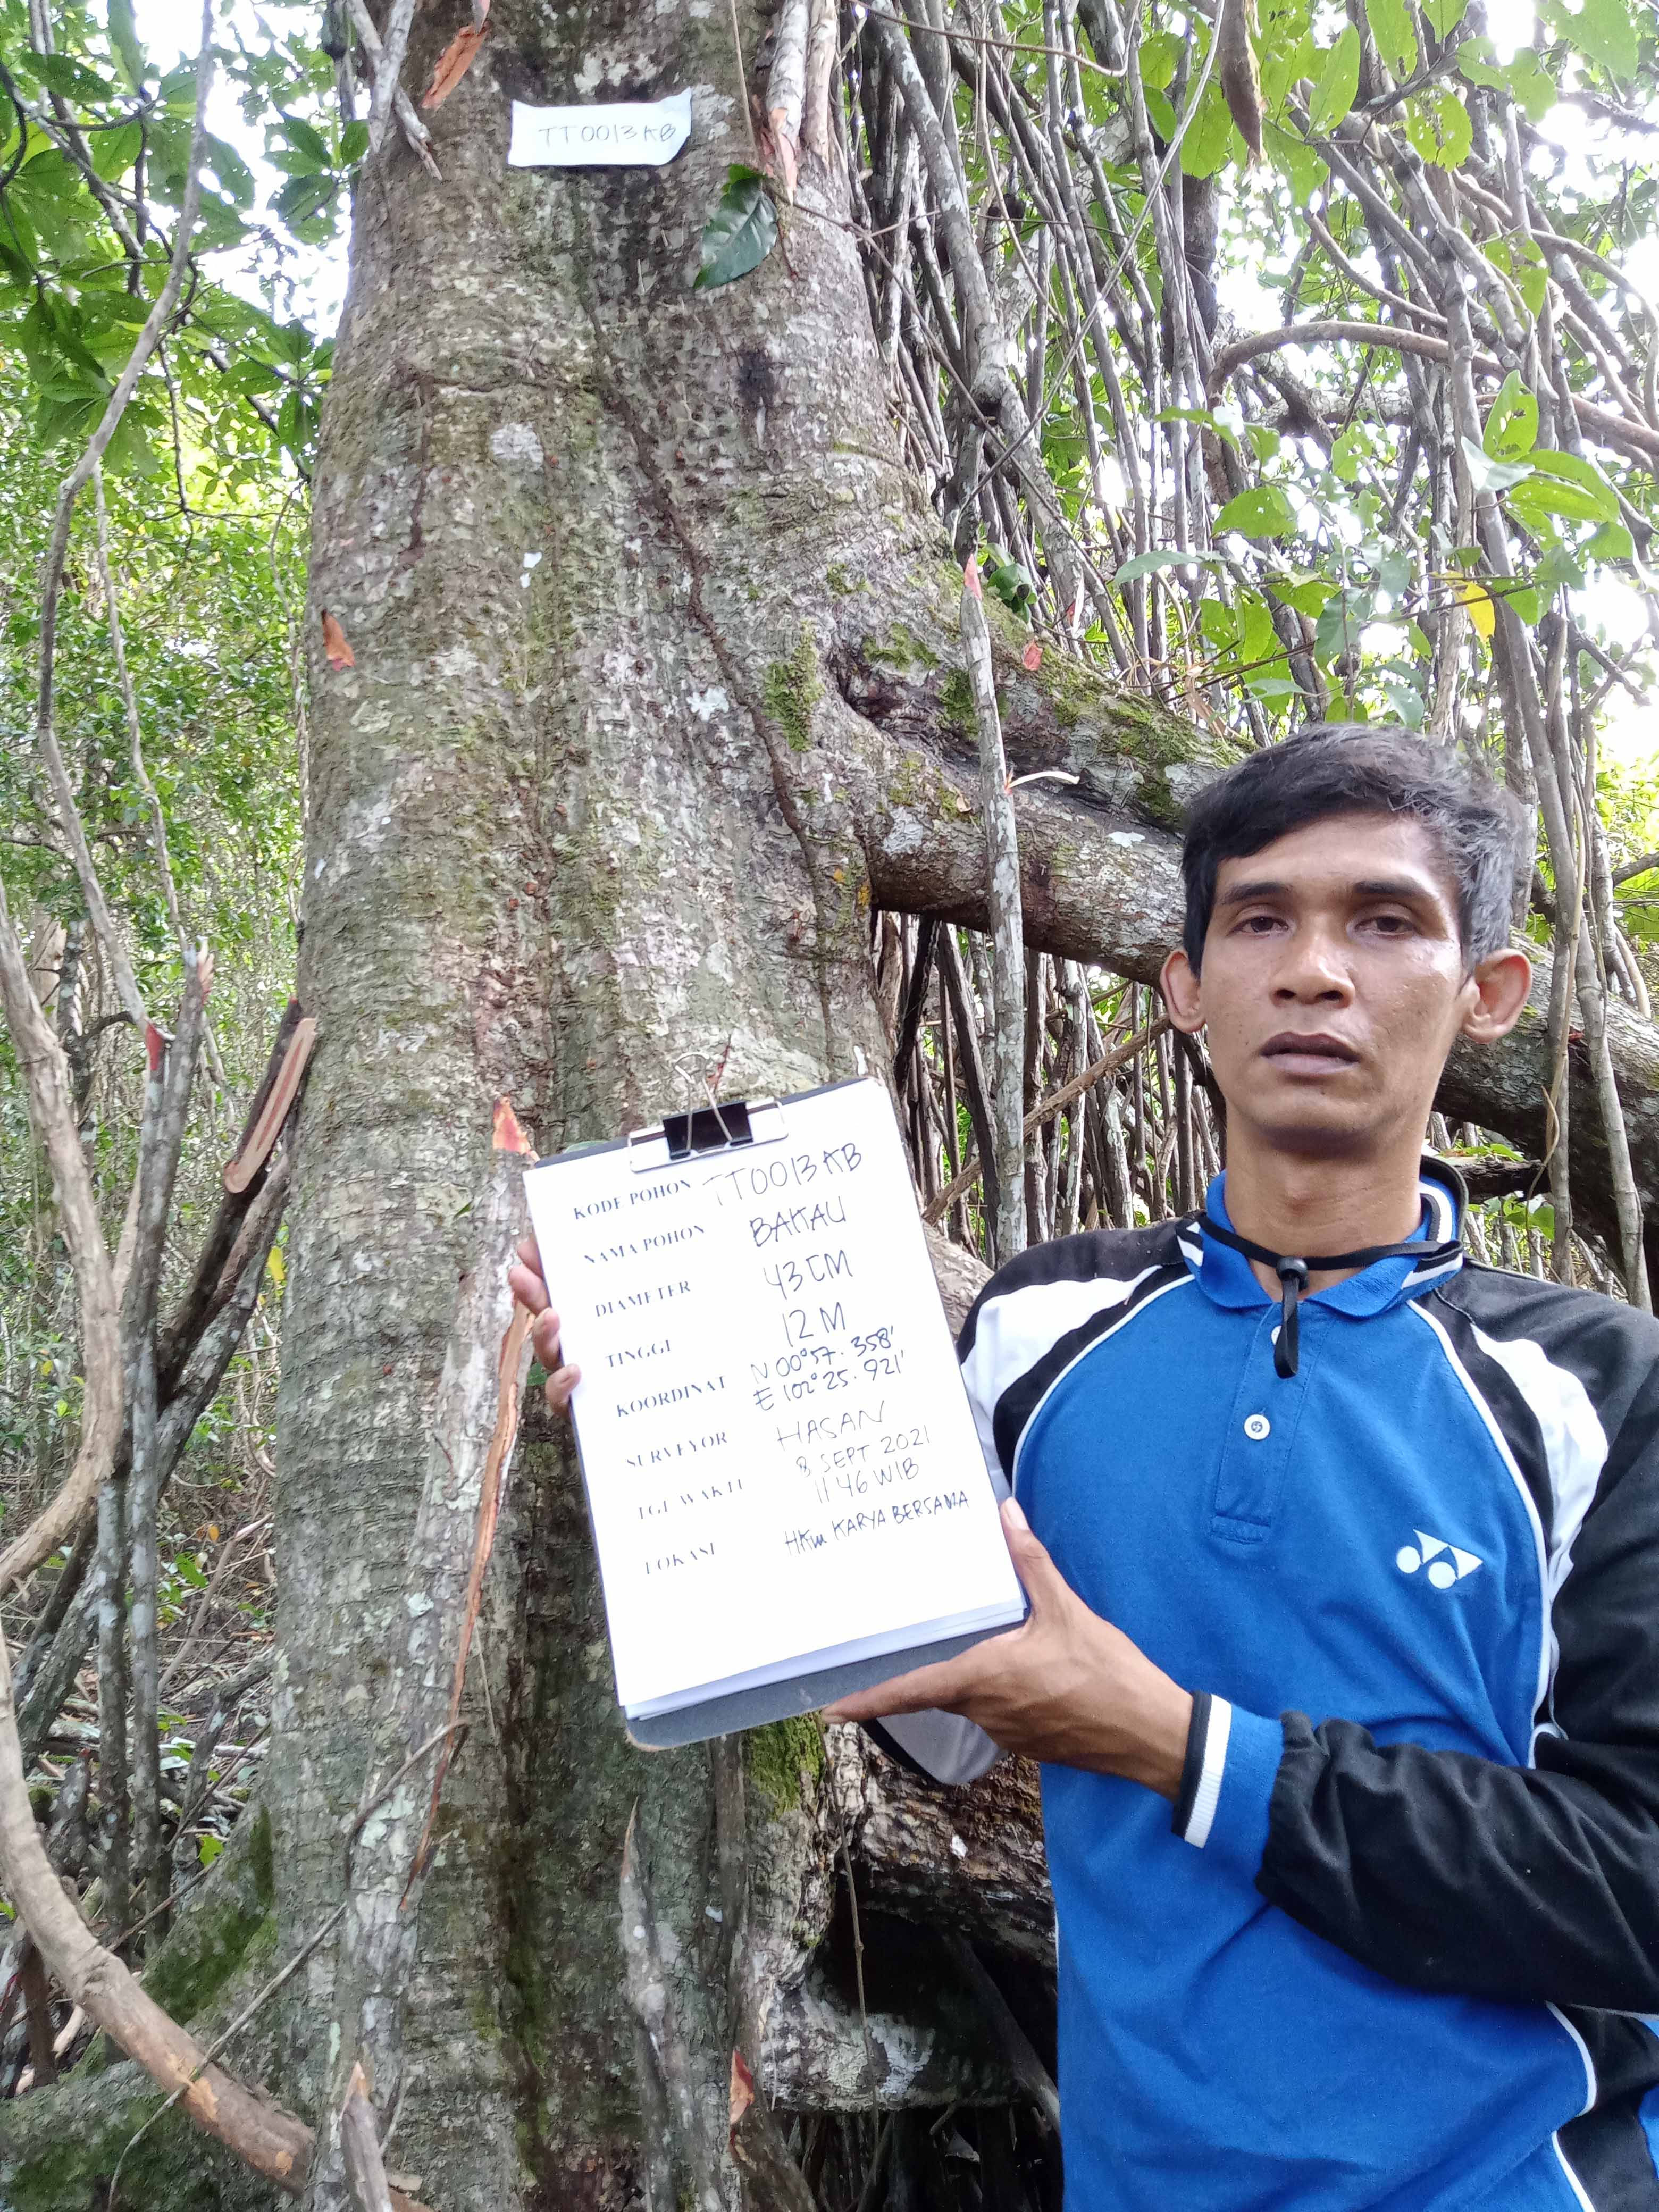 TT0013AB
KODE POHON TT0013AB
NAMA POHON BAKAU
DIAMETER 43 CM
TINGGI 12 M
KOORDINAT N 00°57.358'
E 102°25.921'
SURVEYOR HASAN
TGL WAKTU 8 SEPT 2021
11 46 WIB
LOKASI HKm KARYA BERSAMA